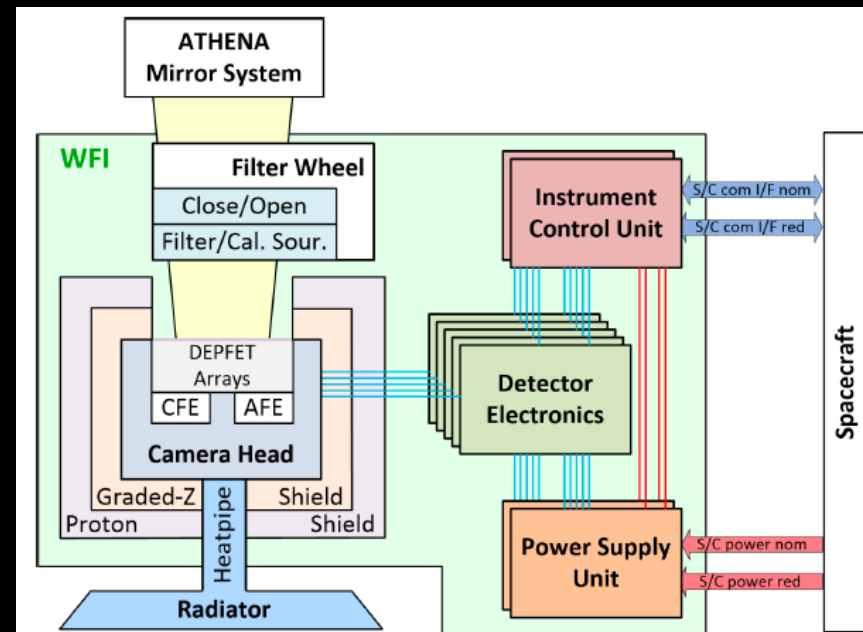 ATHENA
Mirror System
WFI
Filter Wheel
Close/Open
Filter/Cal. Sour.
Instrument
Control Unit
S/C com I/F nom
S/C com I/F red
Spacecraft
DEPFET
Arrays
CFE
AFE
Camera Head
Detector
Electronics
Graded-Z
Shield
Proton
Shield
Heatpipe
Radiator
Power Supply
Unit
S/C power nom
S/C power red